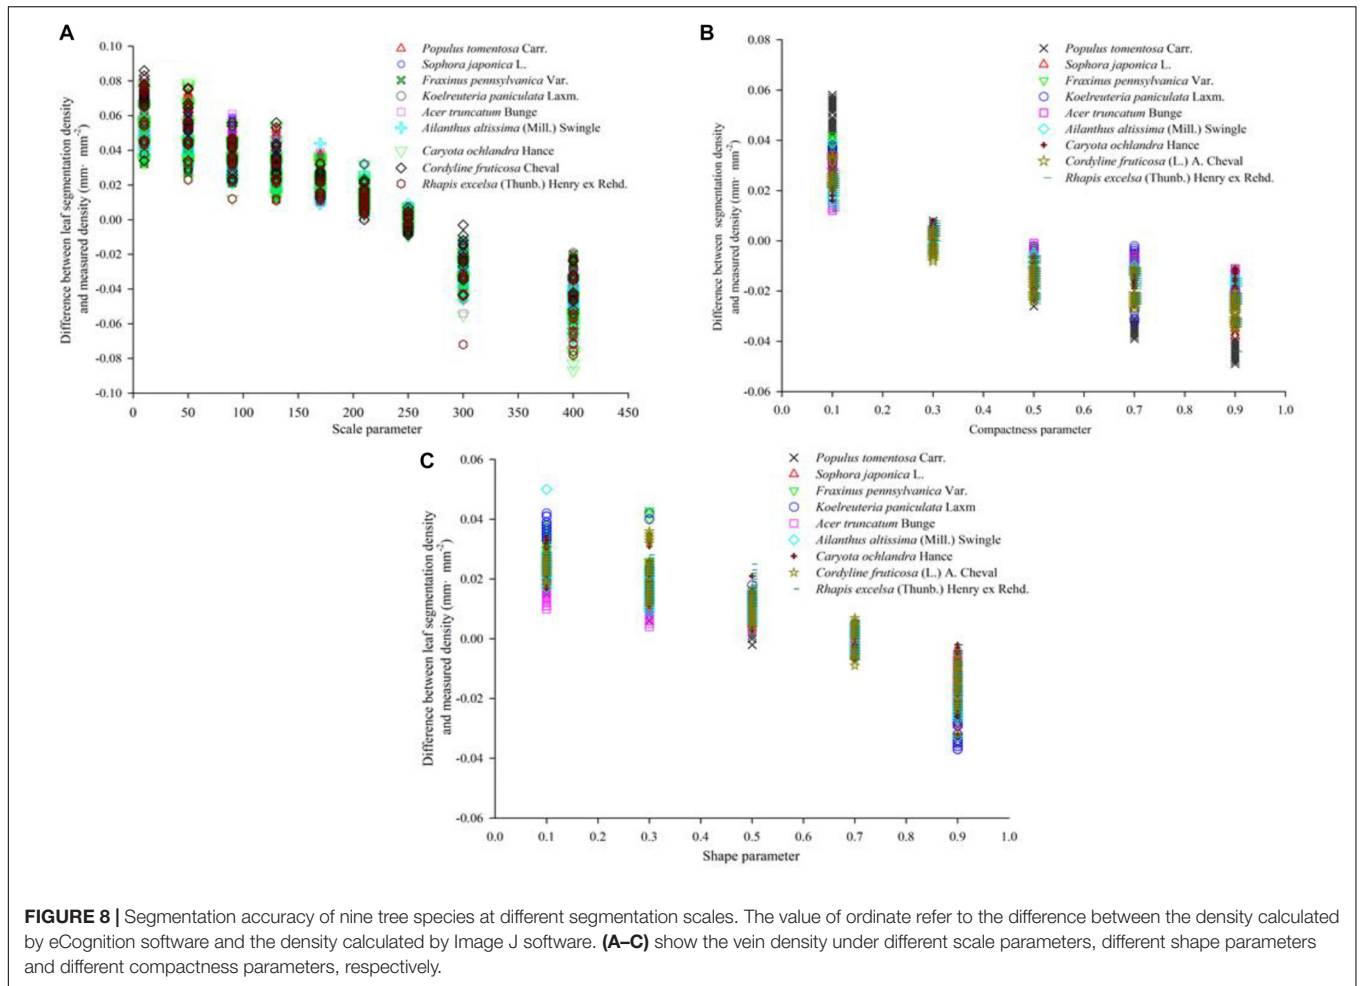 A
Difference between leaf segmentation density
and measured density (mm· mm-2)
0.10
0.08
0.06
0.04
0.02
0.00
-0.02
-0.04
-0.06
-0.08
-0.10
Populus tomentosa Carr.
Sophora japonica L.
Fraxinus pennsylvanica Var.
Koelreuteria paniculata Laxm.
Acer truncatum Bunge
Ailanthus altissima (Mill.) Swingle
Caryota ochlandra Hance
Cordyline fruticosa Cheval
Rhapis excelsa (Thunb.) Henry ex Rehd.
0 50 100 150 200 250 300 350 400 450
Scale parameter
B
Difference between segmentation density
and measured density (mm· mm-2)
0.08
0.06
0.04
0.02
0.00
-0.02
-0.04
-0.06
Populus tomentosa Carr.
Sophora japonica L.
Fraxinus pennsylvanica Var.
Koelreuteria paniculata Laxm.
Acer truncatum Bunge
Ailanthus altissima (Mill.) Swingle
Caryota ochlandra Hance
Cordyline fruticosa (L.) A. Cheval
Rhapis excelsa (Thunb.) Henry ex Rehd.
0.0 0.1 0.2 0.3 0.4 0.5 0.6 0.7 0.8 0.9 1.0
Compactness parameter
C
Difference between leaf segmentation density
and measured density (mm· mm-2)
0.06
0.04
0.02
0.00
-0.02
-0.04
-0.06
Populus tomentosa Carr.
Sophora japonica L.
Fraxinus pennsylvanica Var.
Koelreuteria paniculata Laxm
Acer truncatum Bunge
Ailanthus altissima (Mill.) Swingle
Caryota ochlandra Hance
Cordyline fruticosa (L.) A. Cheval
Rhapis excelsa (Thunb.) Henry ex Rehd.
0.0 0.1 0.2 0.3 0.4 0.5 0.6 0.7 0.8 0.9 1.0
Shape parameter
FIGURE 8 | Segmentation accuracy of nine tree species at different segmentation scales. The value of ordinate refer to the difference between the density calculated
by eCognition software and the density calculated by Image J software. (A–C) show the vein density under different scale parameters, different shape parameters
and different compactness parameters, respectively.